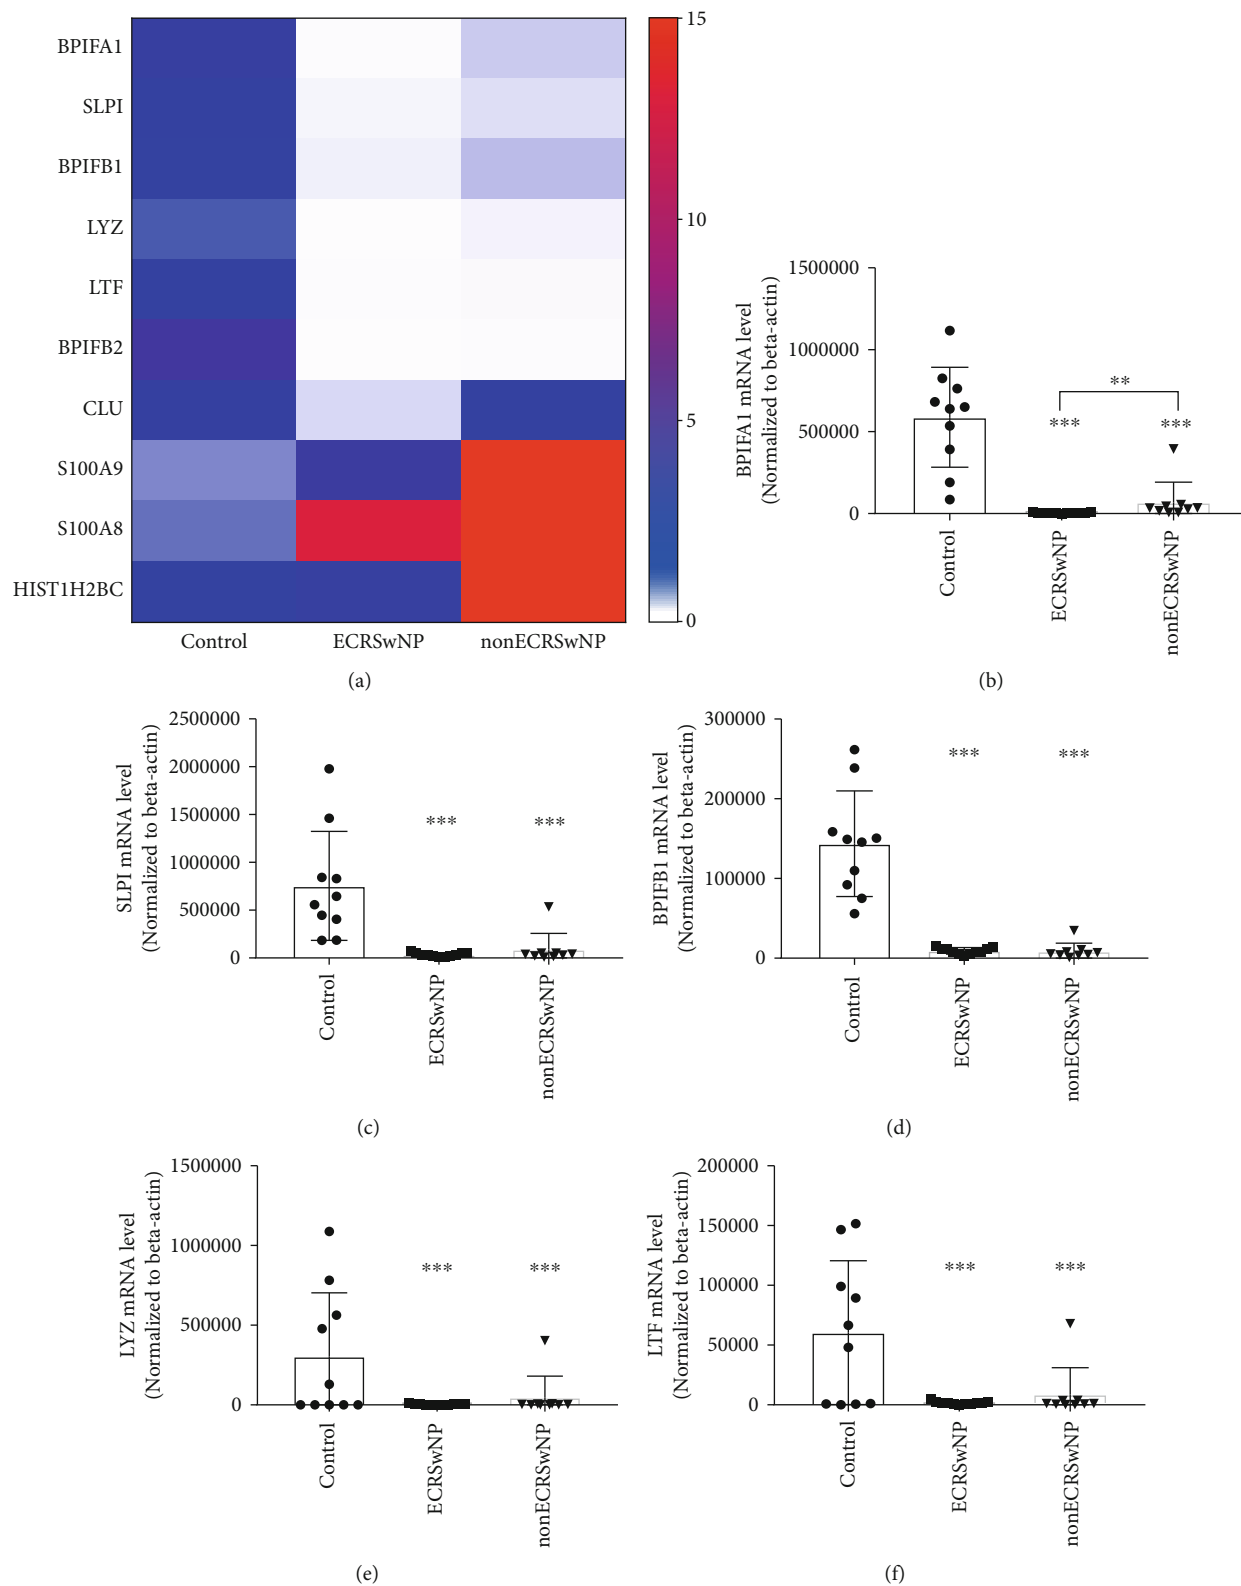 BPIFA1
SLPI
BPIFB1
LYZ
LTF
BPIFB2
CLU
S100A9
S100A8
HIST1H2BC
Control
ECRSwNP
nonECRSwNP
15
10
5
0
(a)
BPIFA1 mRNA level
(Normalized to beta-actin)
1500000
1000000
500000
0
**
***
***
Control
ECRSwNP
nonECRSwNP
(b)
SLPI mRNA level
(Normalized to beta-actin)
2500000
2000000
1500000
1000000
500000
0
***
***
Control
ECRSwNP
nonECRSwNP
(c)
BPIFB1 mRNA level
(Normalized to beta-actin)
300000
200000
100000
0
***
***
Control
ECRSwNP
nonECRSwNP
(d)
LYZ mRNA level
(Normalized to beta-actin)
1500000
1000000
500000
0
***
***
Control
ECRSwNP
nonECRSwNP
(e)
LTF mRNA level
(Normalized to beta-actin)
200000
150000
100000
50000
0
***
***
Control
ECRSwNP
nonECRSwNP
(f)